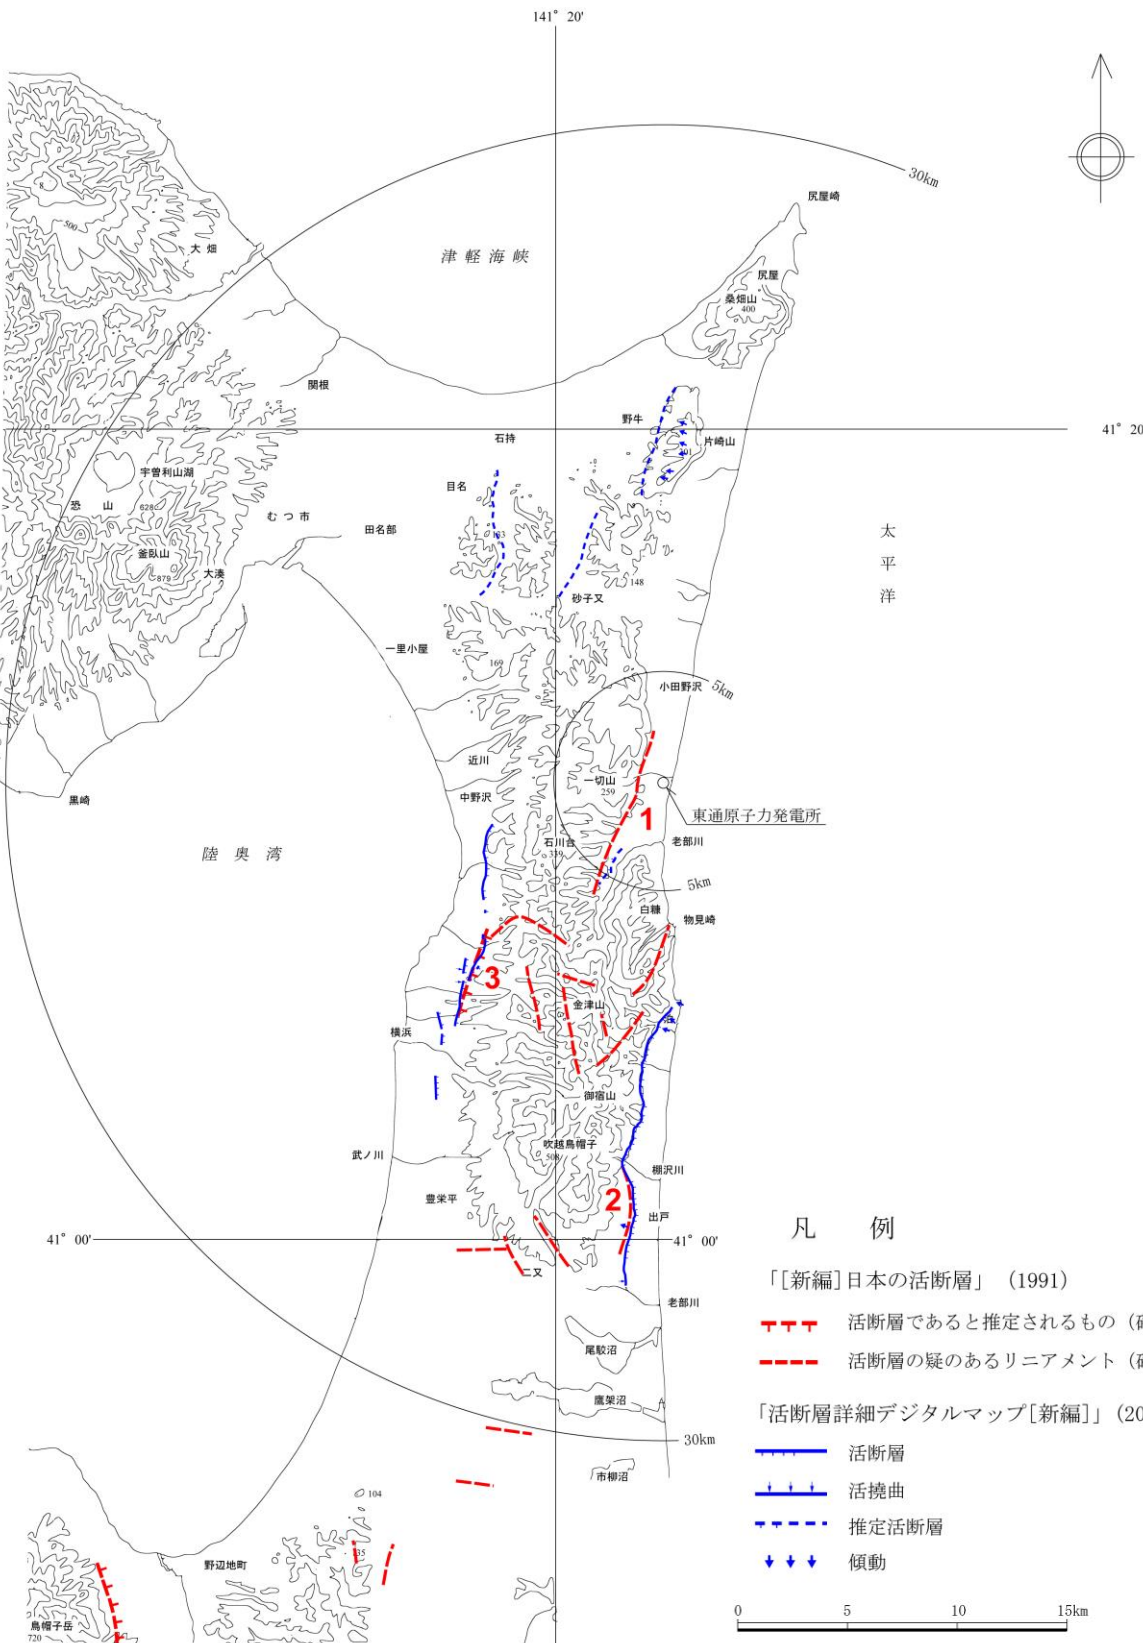 141° 20'
30km
尻屋崎
津軽海峡
大畑
8
500
尻屋
桑畑山
400
関根
野牛
石持
片崎山
41° 20
宇曽利山湖
目名
恐山
628
むつ市
田名部
釜臥山
879
大湊
太平洋
148
砂子又
一里小屋
169
小田野沢
5km
近川
一切山
259
中野沢
黒崎
1
東通原子力発電所
石川台
老部川
陸奥湾
5km
白糠
物見崎
3
金津山
泊
横浜
御宿山
吹越烏帽子
508
武ノ川
棚沢川
豊栄平
2
出戸
41° 00'
41° 00'
二又
老部川
尾駮沼
鷹架沼
30km
市柳沼
104
野辺地町
烏帽子岳
720
凡 例
「[新編]日本の活断層」(1991)
活断層であると推定されるもの(確
活断層の疑のあるリニアメント(確
「活断層詳細デジタルマップ[新編]」(20
活断層
活撓曲
推定活断層
傾動
0 5 10 15km